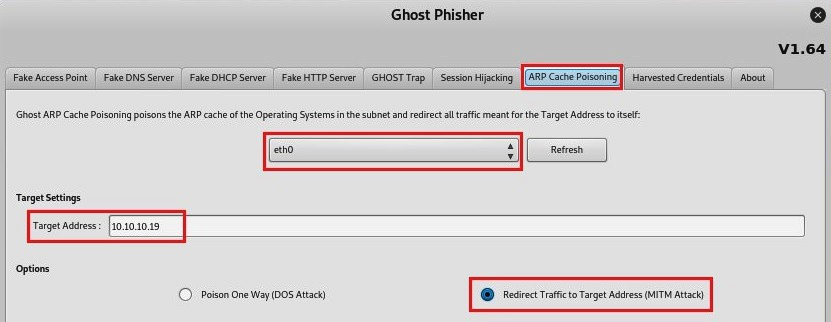 Ghost Phisher
V1.64
Fake Access Point Fake DNS Server Fake DHCP Server Fake HTTP Server GHOST Trap Session Hijacking ARP Cache Poisoning Harvested Credentials About
Ghost ARP Cache Poisoning poisons the ARP cache of the Operating Systems in the subnet and redirect all traffic meant for the Target Address to itself:
eth0 Refresh
Target Settings
Target Address : 10.10.10.19
Options
Poison One Way (DOS Attack) Redirect Traffic to Target Address (MITM Attack)